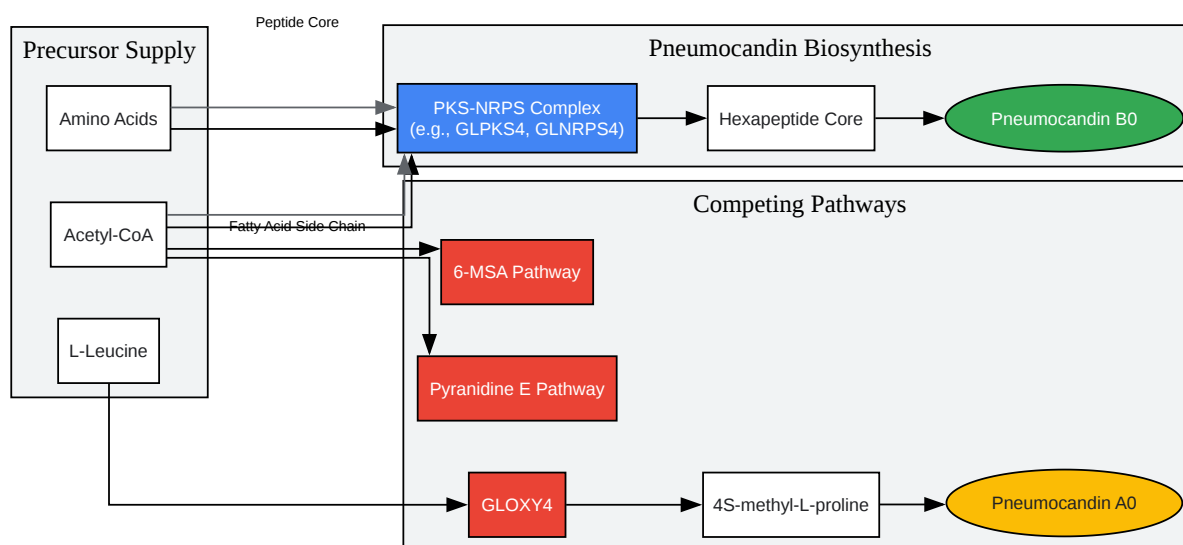 Peptide Core
Precursor Supply
Pneumocandin Biosynthesis
Amino Acids
PKS-NRPS Complex
(e.g., GLPKS4, GLNRPS4)
Hexapeptide Core
Pneumocandin B0
Competing Pathways
Acetyl-CoA
Fatty Acid Side Chain
6-MSA Pathway
L-Leucine
Pyranidine E Pathway
GLOXY4
4S-methyl-L-proline
Pneumocandin A0